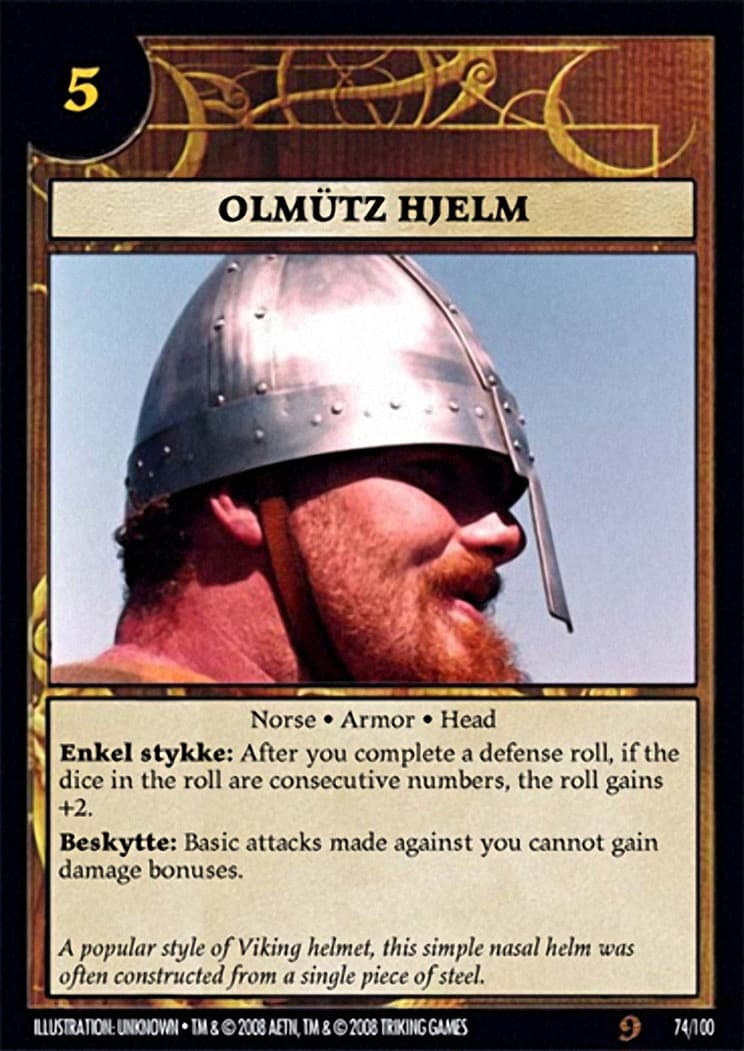 5
OLMÜTZ HJELM
Norse • Armor • Head
Enkel stykke: After you complete a defense roll, if the
dice in the roll are consecutive numbers, the roll gains
+2.
Beskytte: Basic attacks made against you cannot gain
damage bonuses.
A popular style of Viking helmet, this simple nasal helm was
often constructed from a single piece of steel.
ILLUSTRATION: UNKNOWN • TM & © 2008 AETN, TM & © 2008 TRIKING GAMES
74/100